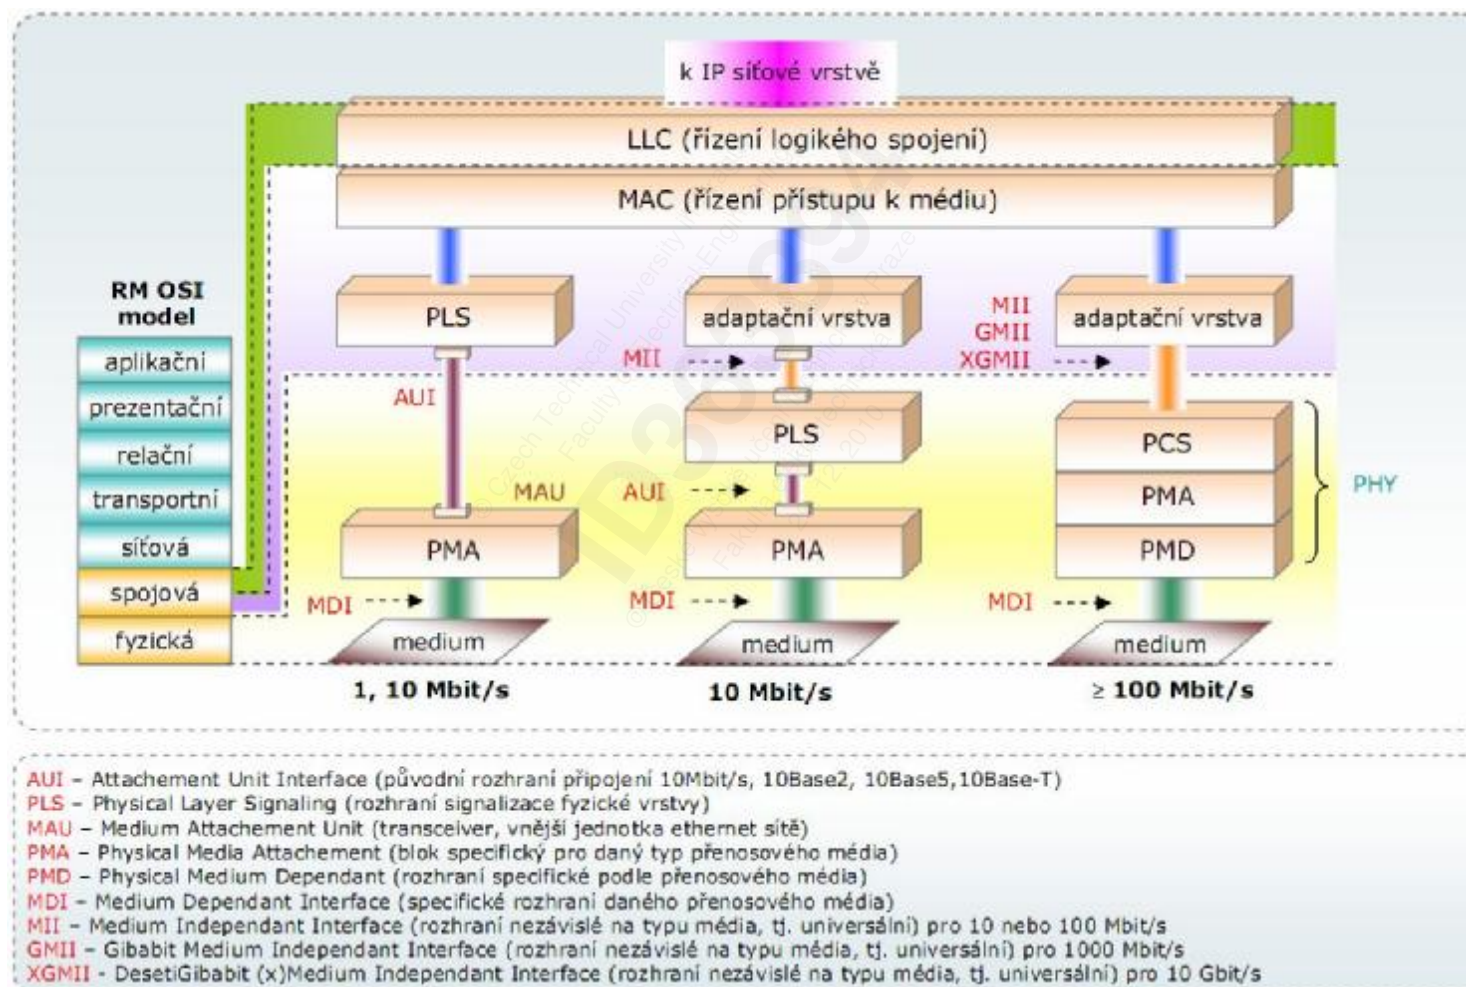 k IP síťové vrstvě
LLC (řízení logikého spojení)
MAC (řízení přístupu k médiu)
RM OSI
model
aplikační
prezentační
relační
transportní
síťová
spojová
fyzická
PLS
AUI
MAU
PMA
MDI
medium
1, 10 Mbit/s
adaptační vrstva
MII
PLS
AUI
PMA
MDI
medium
10 Mbit/s
MII
GMII
XGMII
adaptační vrstva
PCS
PMA
PMD
PHY
MDI
medium
≥ 100 Mbit/s
AUI – Attachement Unit Interface (původní rozhraní připojení 10Mbit/s, 10Base2, 10Base5,10Base-T)
PLS – Physical Layer Signaling (rozhraní signalizace fyzické vrstvy)
MAU – Medium Attachement Unit (transceiver, vnější jednotka ethernet sítě)
PMA – Physical Media Attachement (blok specifický pro daný typ přenosového média)
PMD – Physical Medium Dependant (rozhraní specifické podle přenosového média)
MDI – Medium Dependant Interface (specifické rozhraní daného přenosového média)
MII – Medium Independant Interface (rozhraní nezávislé na typu média, tj. universální) pro 10 nebo 100 Mbit/s
GMII – Gibabit Medium Independant Interface (rozhraní nezávislé na typu média, tj. universální) pro 1000 Mbit/s
XGMII - DesetiGibabit (x)Medium Independant Interface (rozhraní nezávislé na typu média, tj. universální) pro 10 Gbit/s